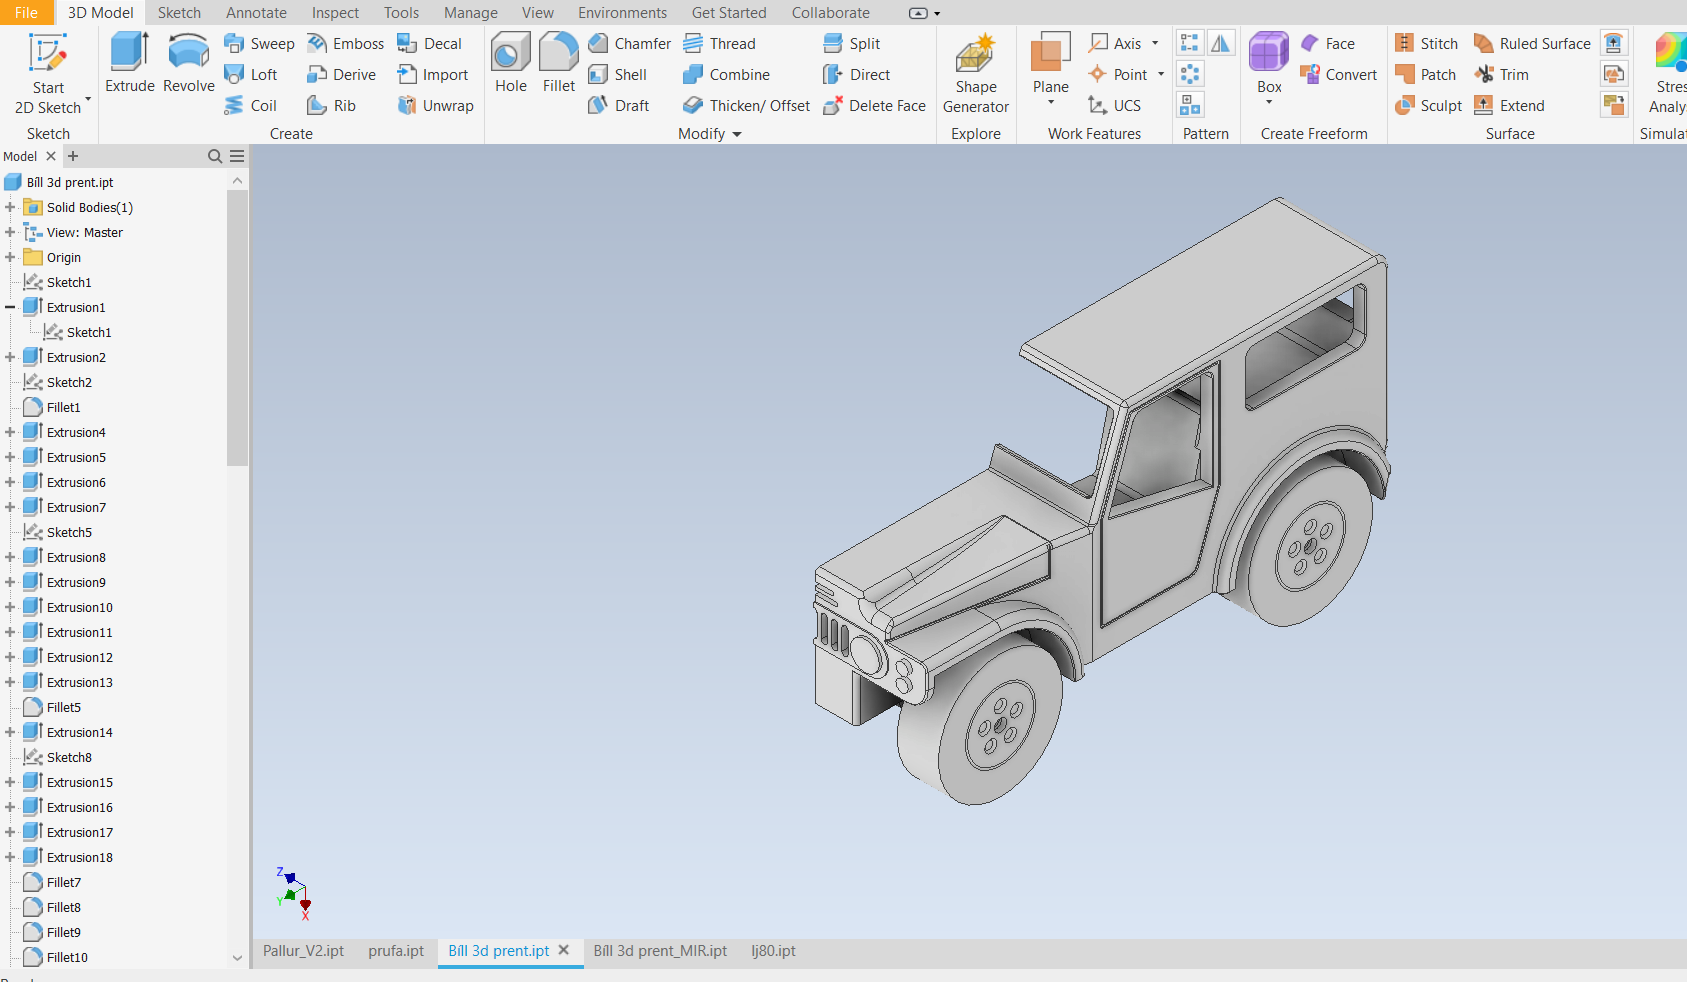 File 3D Model Sketch Annotate Inspect Tools Manage View Environments Get Started Collaborate
Start
2D Sketch
Sketch
Extrude
Revolve
Sweep
Loft
Coil
Emboss
Derive
Rib
Decal
Import
Unwrap
Create
Hole
Fillet
Chamfer
Shell
Draft
Thread
Combine
Thicken/ Offset
Split
Direct
Delete Face
Modify
Shape
Generator
Explore
Plane
Axis
Point
UCS
Work Features
Pattern
Box
Face
Convert
Create Freeform
Stitch
Patch
Sculpt
Ruled Surface
Trim
Extend
Surface
Model
Bíll 3d prent.ipt
Solid Bodies(1)
View: Master
Origin
Sketch1
Extrusion1
Sketch1
Extrusion2
Sketch2
Fillet1
Extrusion4
Extrusion5
Extrusion6
Extrusion7
Sketch5
Extrusion8
Extrusion9
Extrusion10
Extrusion11
Extrusion12
Extrusion13
Fillet5
Extrusion14
Sketch8
Extrusion15
Extrusion16
Extrusion17
Extrusion18
Fillet7
Fillet8
Fillet9
Fillet10
Z
Y
X
Pallur_V2.ipt prufa.ipt Bíll 3d prent.ipt Bíll 3d prent_MIR.ipt lj80.ipt